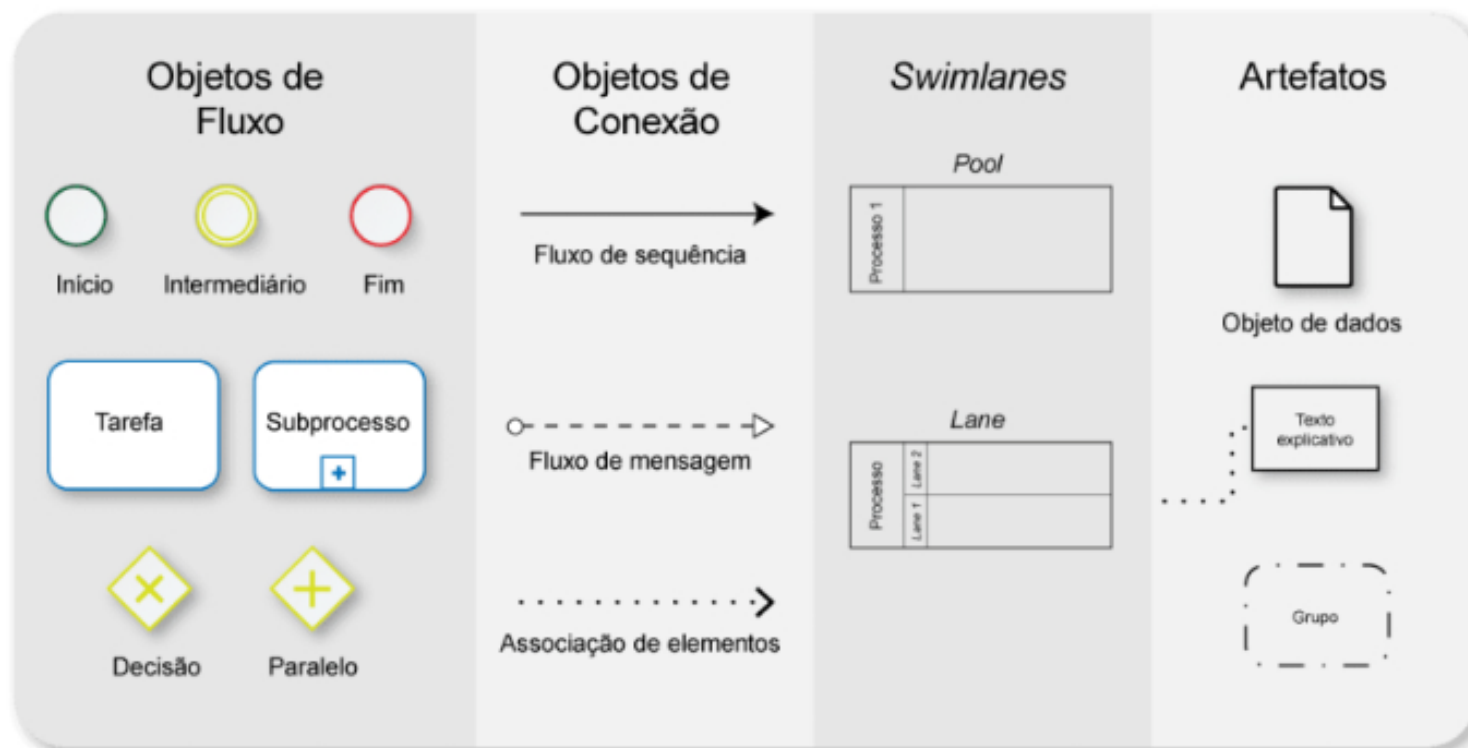 Objetos de
Fluxo
Início
Intermediário
Fim
Tarefa
Subprocesso
Decisão
Paralelo
Objetos de
Conexão
Fluxo de sequência
Fluxo de mensagem
Associação de elementos
Swimlanes
Pool
Processo 1
Lane
Processo
Lane 2
Lane 1
Artefatos
Objeto de dados
Texto
explicativo
Grupo